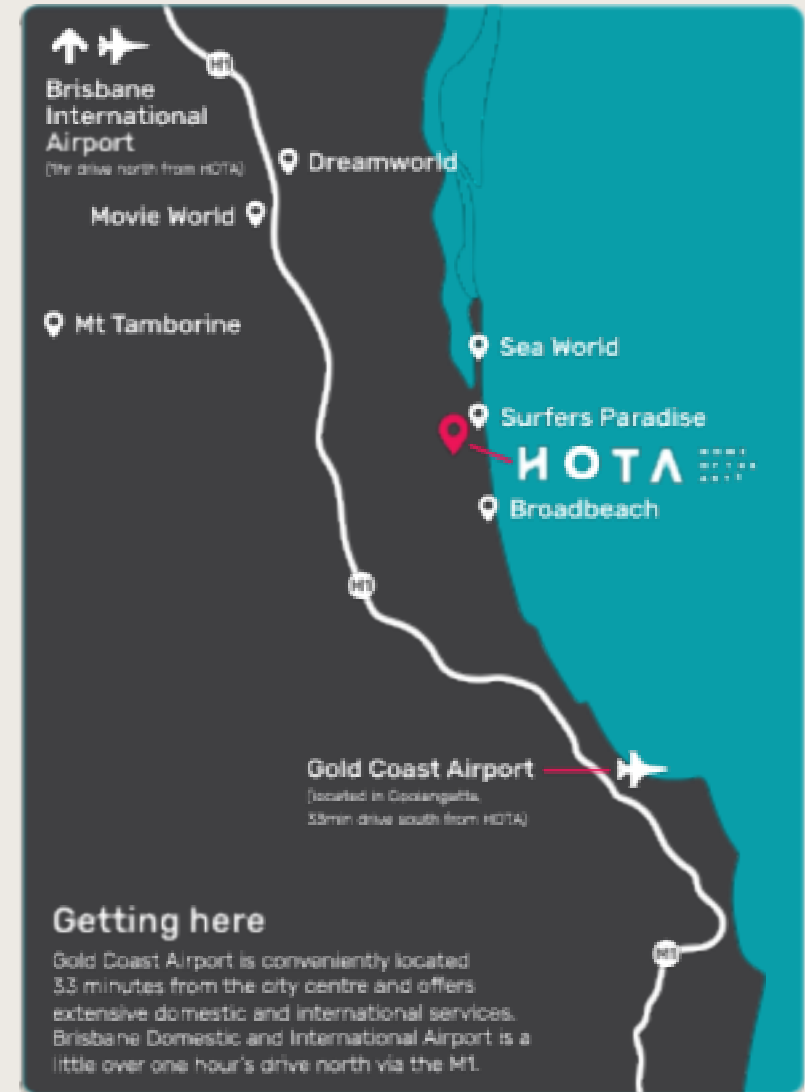 Brisbane
International
Airport
(1hr drive north from HOTA)
H1
Dreamworld
Movie World
Mt Tamborine
Sea World
Surfers Paradise
HOTA
Broadbeach
H1
Gold Coast Airport
(located in Coolangatta,
33min drive south from HOTA)
Getting here
Gold Coast Airport is conveniently located
33 minutes from the city centre and offers
extensive domestic and international services.
Brisbane Domestic and International Airport is a
little over one hour's drive north via the M1.